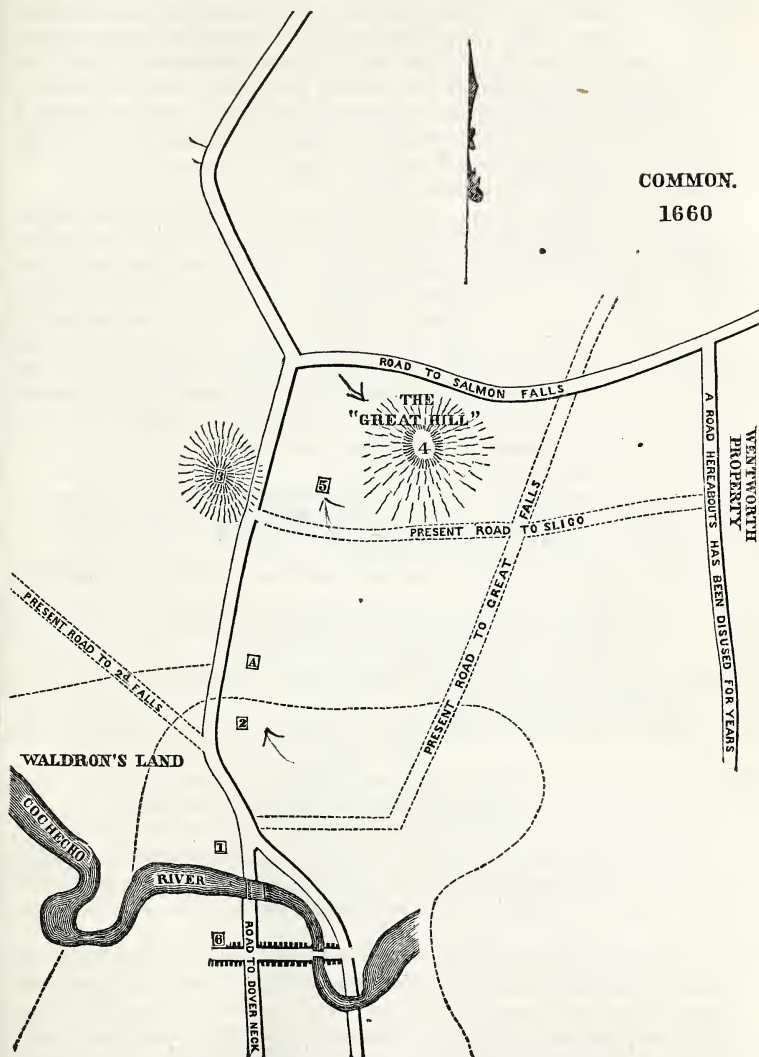 COMMON.
1660
ROAD TO SALMON FALLS
THE
"GREAT HILL"
4
3
5
PRESENT ROAD TO SLIGO
WENTWORTH
PROPERTY
A ROAD HEREABOUTS HAS BEEN DISUSED FOR YEARS
PRESENT ROAD TO GREAT FALLS
PRESENT ROAD TO 2d. FALLS
A
2
WALDRON'S LAND
COCHECHO
RIVER
1
6
ROAD TO DOVER NECK